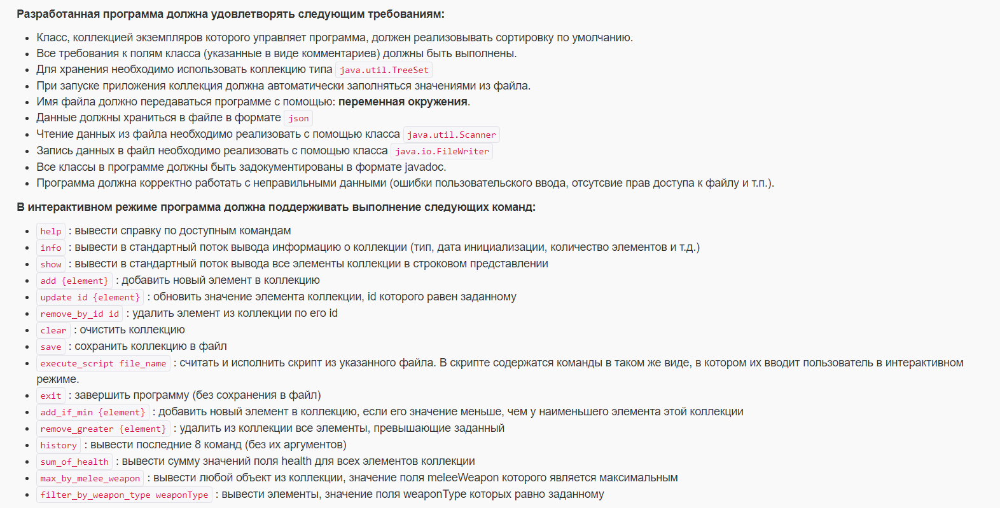 Разработанная программа должна удовлетворять следующим требованиям:
Класс, коллекцией экземпляров которого управляет программа, должен реализовывать сортировку по умолчанию.
Все требования к полям класса (указанные в виде комментариев) должны быть выполнены.
Для хранения необходимо использовать коллекцию типа java.util.TreeSet
При запуске приложения коллекция должна автоматически заполняться значениями из файла.
Имя файла должно передаваться программе с помощью: переменная окружения.
Данные должны храниться в файле в формате json
Чтение данных из файла необходимо реализовать с помощью класса java.util.Scanner
Запись данных в файл необходимо реализовать с помощью класса java.io.FileWriter
Все классы в программе должны быть задокументированы в формате javadoc.
Программа должна корректно работать с неправильными данными (ошибки пользовательского ввода, отсутсвие прав доступа к файлу и т.п.).
В интерактивном режиме программа должна поддерживать выполнение следующих команд:
help : вывести справку по доступным командам
info : вывести в стандартный поток вывода информацию о коллекции (тип, дата инициализации, количество элементов и т.д.)
show : вывести в стандартный поток вывода все элементы коллекции в строковом представлении
add {element} : добавить новый элемент в коллекцию
update id {element} : обновить значение элемента коллекции, id которого равен заданному
remove_by_id id : удалить элемент из коллекции по его id
clear : очистить коллекцию
save : сохранить коллекцию в файл
execute_script file_name : считать и исполнить скрипт из указанного файла. В скрипте содержатся команды в таком же виде, в котором их вводит пользователь в интерактивном
режиме.
exit : завершить программу (без сохранения в файл)
add_if_min {element} : добавить новый элемент в коллекцию, если его значение меньше, чем у наименьшего элемента этой коллекции
remove_greater {element} : удалить из коллекции все элементы, превышающие заданный
history : вывести последние 8 команд (без их аргументов)
sum_of_health : вывести сумму значений поля health для всех элементов коллекции
max_by_melee_weapon : вывести любой объект из коллекции, значение поля meleeWeapon которого является максимальным
filter_by_weapon_type weaponType : вывести элементы, значение поля weaponType которых равно заданному